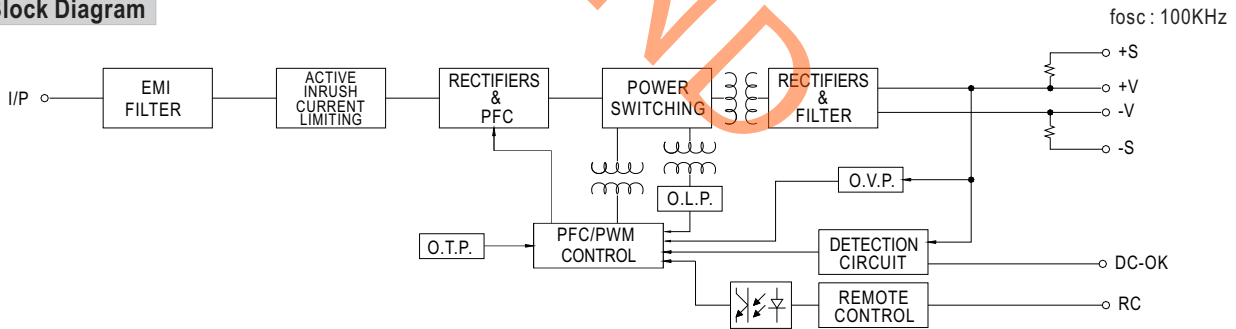 Block Diagram
fosc : 100KHz
I/P
EMI
FILTER
ACTIVE
INRUSH
CURRENT
LIMITING
RECTIFIERS
&
PFC
POWER
SWITCHING
RECTIFIERS
&
FILTER
+S
+V
-V
-S
O.L.P.
O.V.P.
O.T.P.
PFC/PWM
CONTROL
DETECTION
CIRCUIT
DC-OK
REMOTE
CONTROL
RC